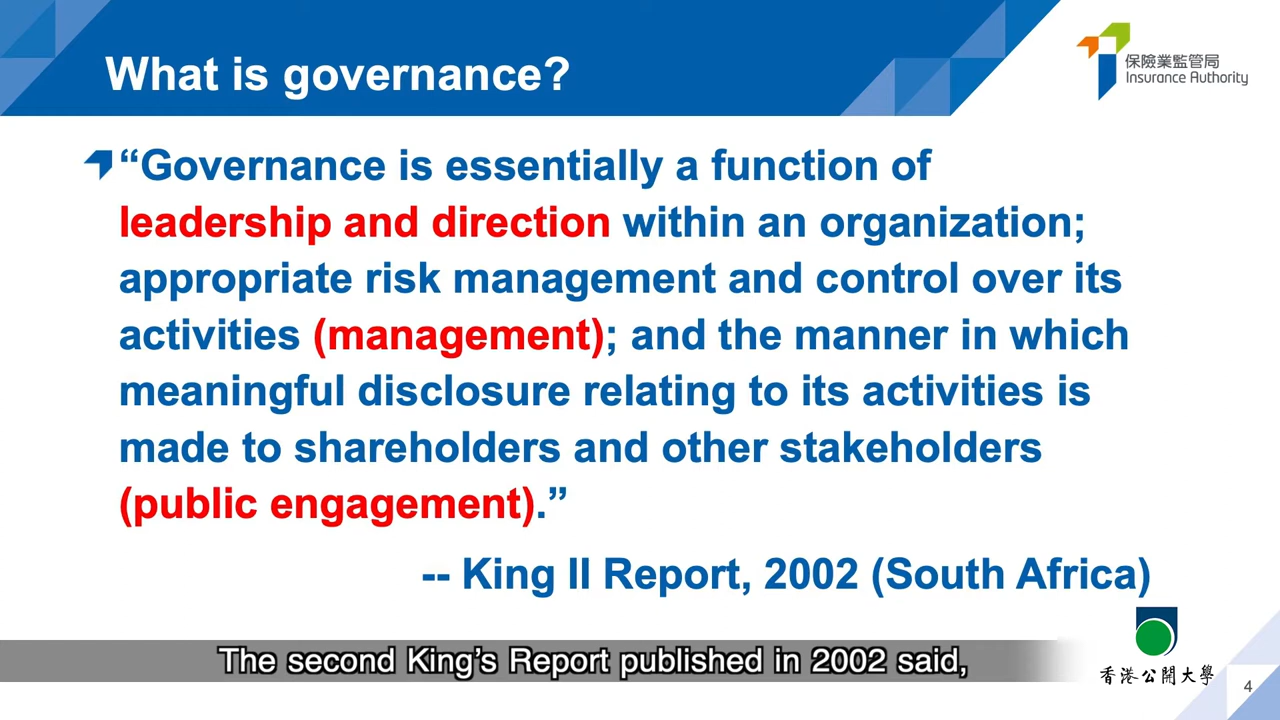 What is governance?
保險業監管局
Insurance Authority
“Governance is essentially a function of
leadership and direction within an organization;
appropriate risk management and control over its
activities (management); and the manner in which
meaningful disclosure relating to its activities is
made to shareholders and other stakeholders
(public engagement).”
-- King II Report, 2002 (South Africa)
The second King’s Report published in 2002 said,
香港公開大學
4